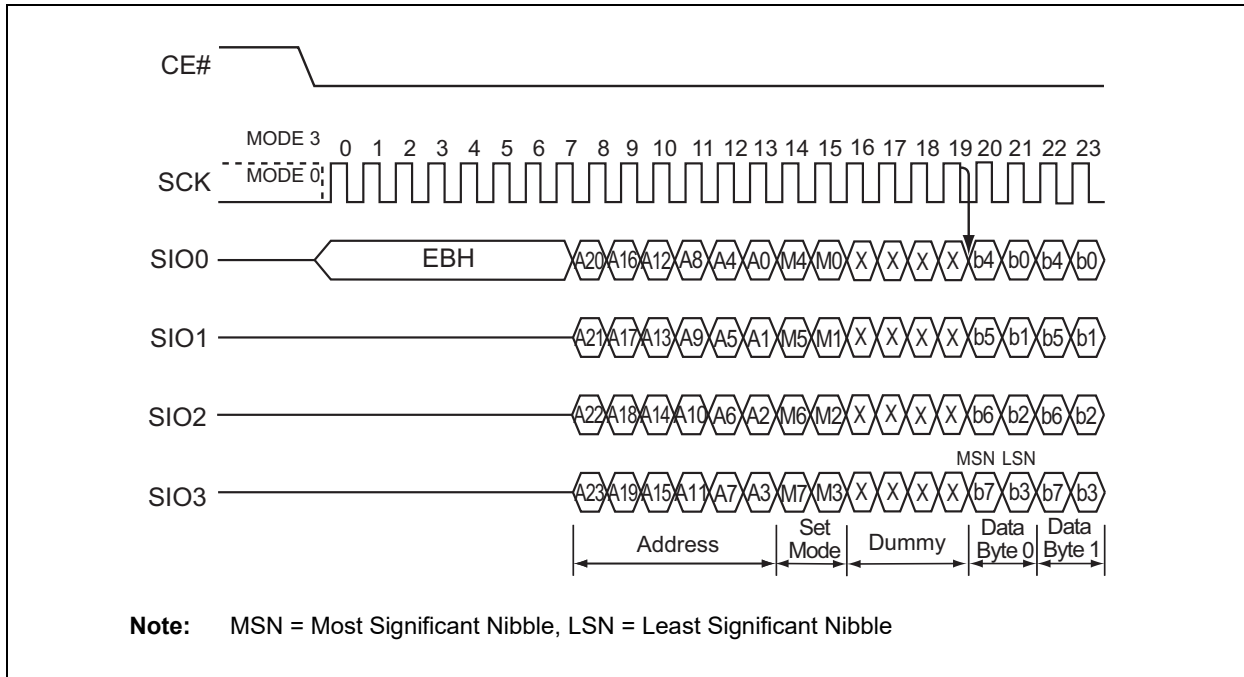 CE#
MODE 3
0 1 2 3 4 5 6 7 8 9 10 11 12 13 14 15 16 17 18 19 20 21 22 23
SCK
MODE 0
SIO0 EBH A20 A16 A12 A8 A4 A0 M4 M0 X X X X b4 b0 b4 b0
SIO1 A21 A17 A13 A9 A5 A1 M5 M1 X X X X b5 b1 b5 b1
SIO2 A22 A18 A14 A10 A6 A2 M6 M2 X X X X b6 b2 b6 b2
MSN LSN
SIO3 A23 A19 A15 A11 A7 A3 M7 M3 X X X X b7 b3 b7 b3
Address Set Mode Dummy Data Byte 0 Data Byte 1
Note: MSN = Most Significant Nibble, LSN = Least Significant Nibble